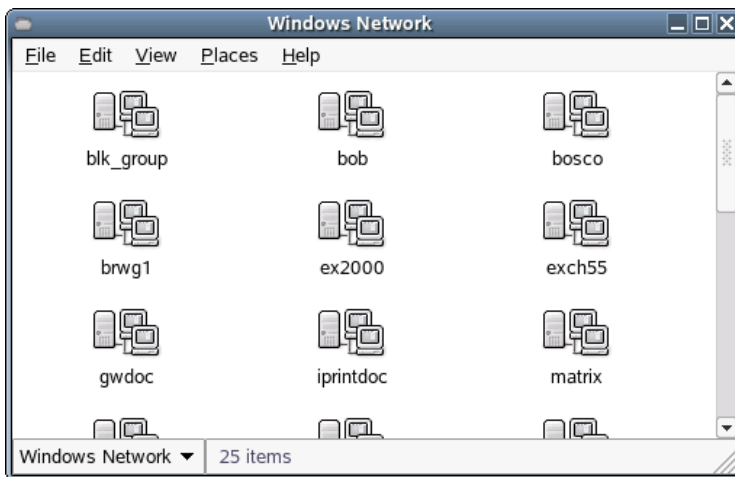 Windows Network
File Edit View Places Help
blk_group bob bosco
brwg1 ex2000 exch55
gwdoc iprintdoc matrix
Windows Network 25 items